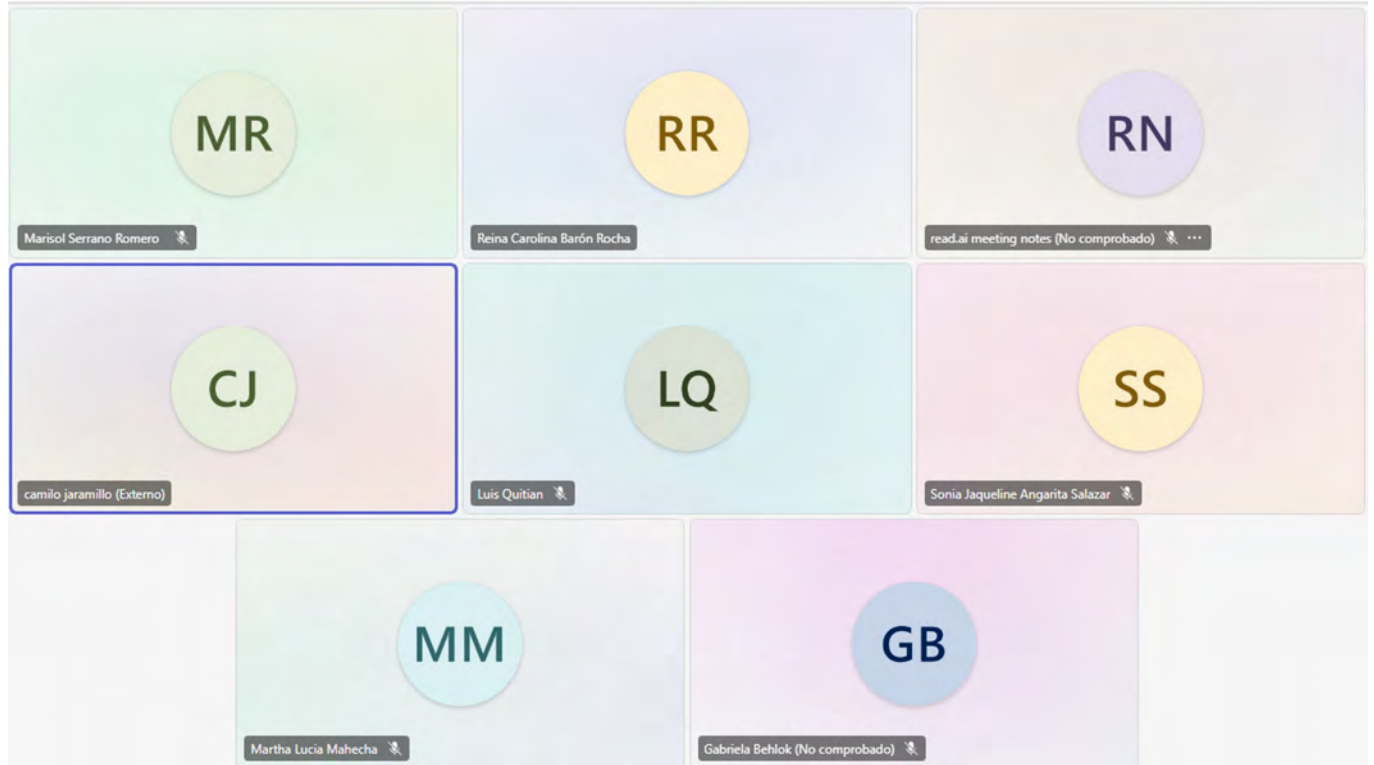 MR
Marisol Serrano Romero
RR
Reina Carolina Barón Rocha
RN
read.ai meeting notes (No comprobado) ...
CJ
camilo jaramillo (Externo)
LQ
Luis Quitian
SS
Sonia Jaqueline Angarita Salazar
MM
Martha Lucia Mahecha
GB
Gabriela Behlok (No comprobado)